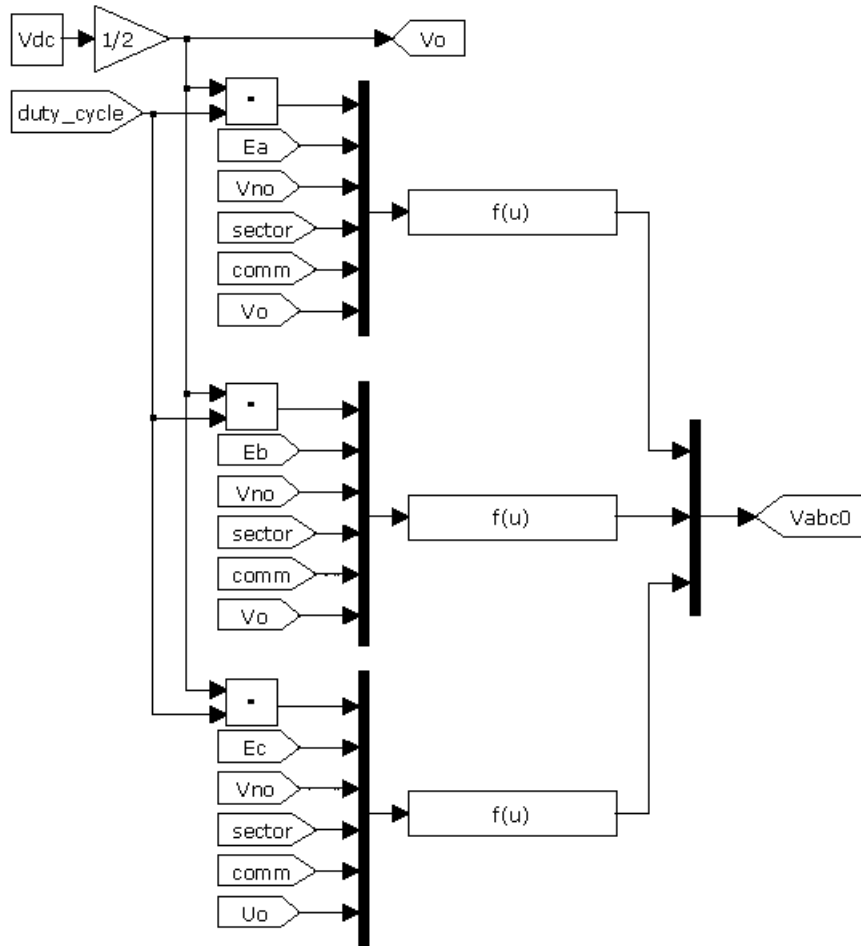 Vdc
1/2
Vo
duty_cycle
Ea
Vno
sector
comm
Vo
f(u)
Eb
Vno
sector
comm
Vo
f(u)
Vabc0
Ec
Vno
sector
comm
Uo
f(u)